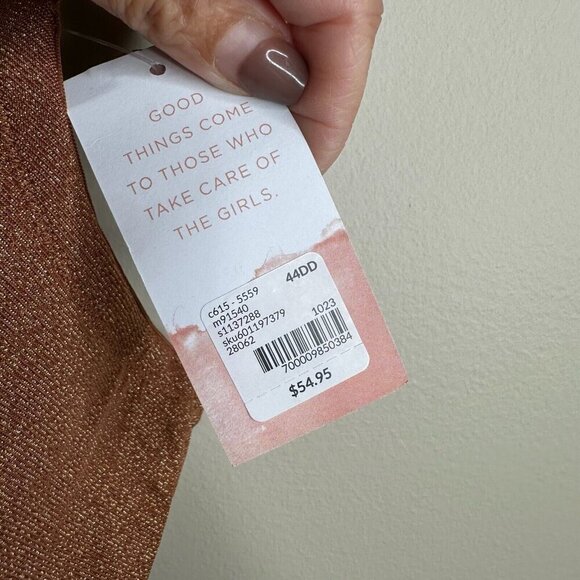 GOOD
THINGS COME
TO THOSE WHO
TAKE CARE OF
THE GIRLS.
44DD
c615 - 5559
m91540
s1137288
sku601197379
28062
1023
700009850384
$54.95